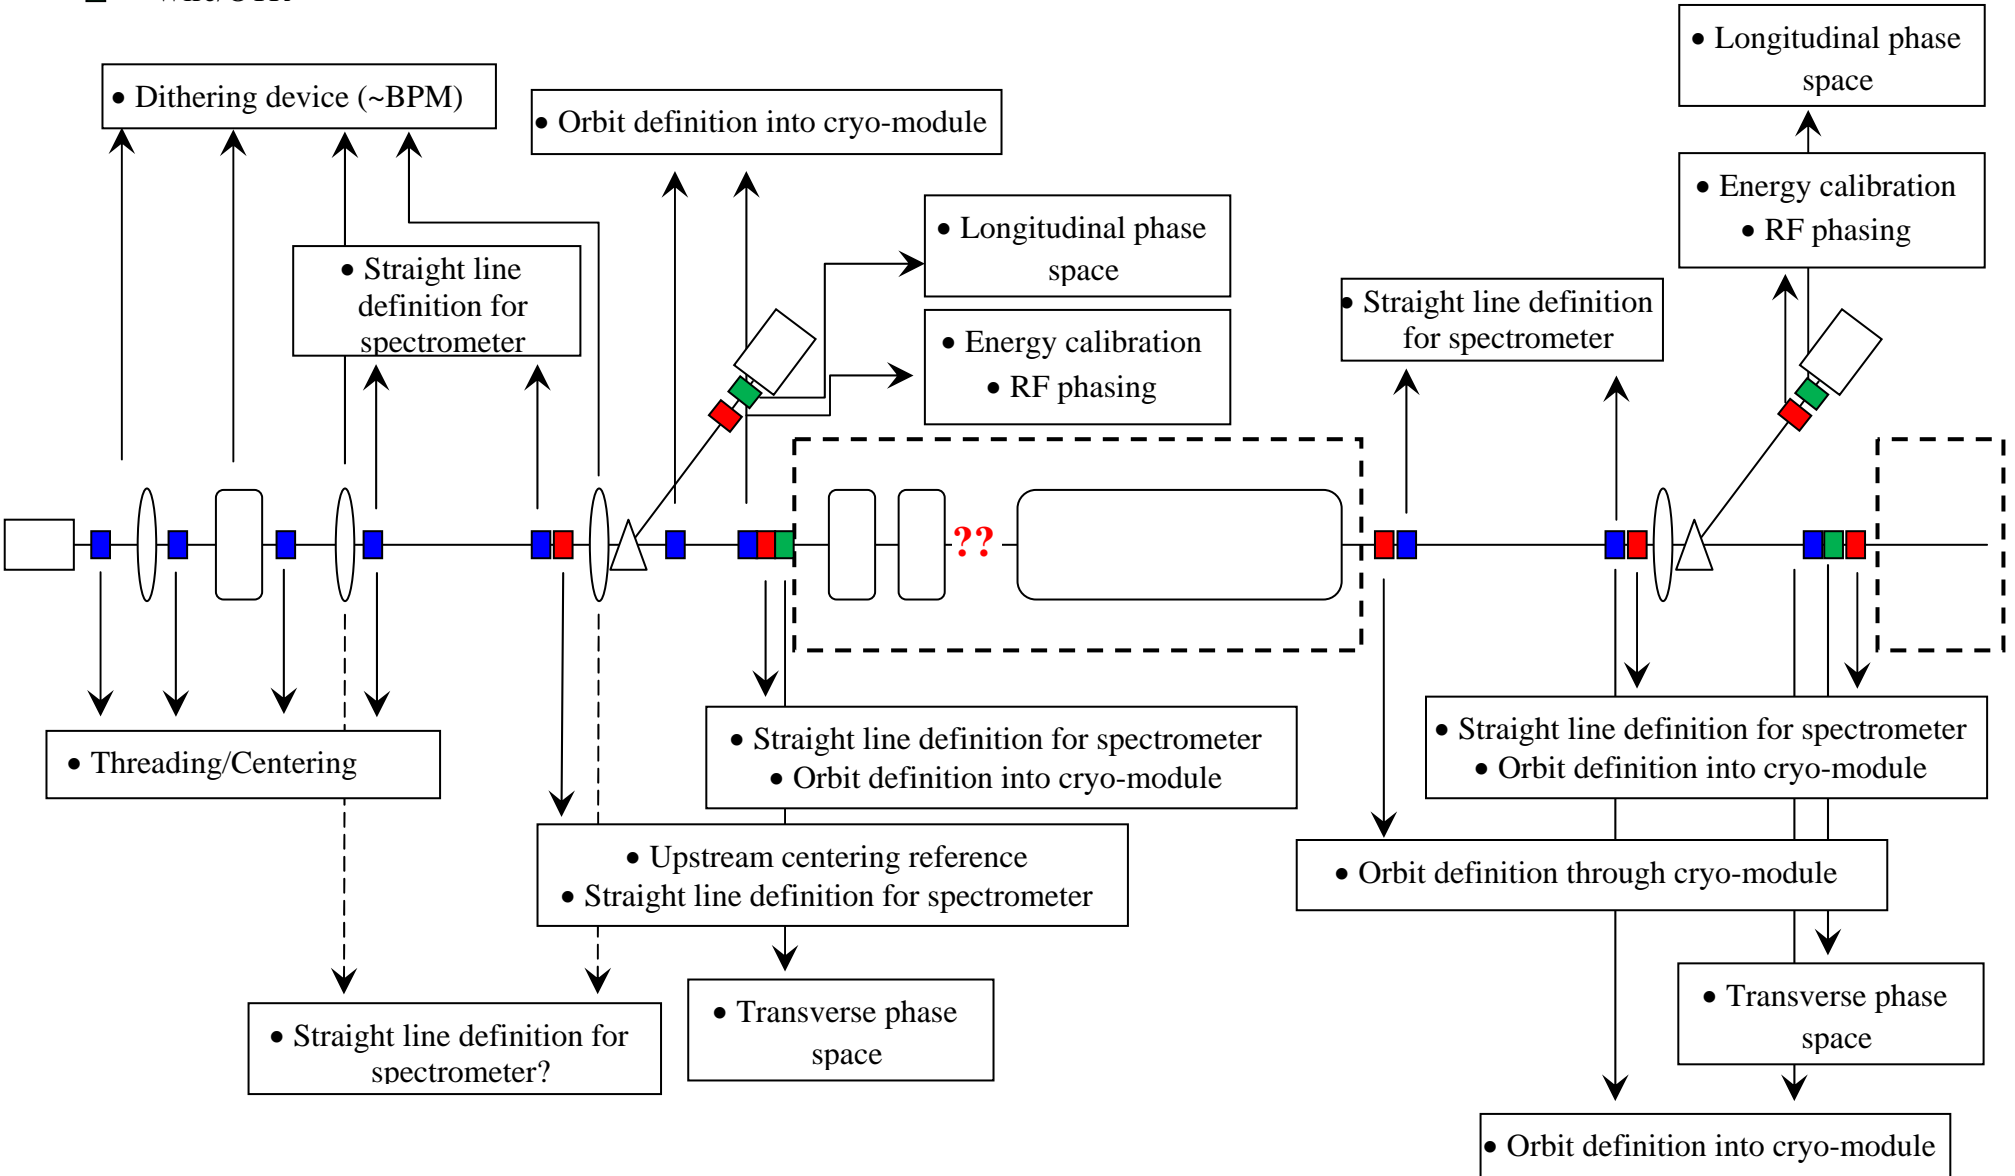 • Longitudinal phase
space
• Dithering device (~BPM)
• Orbit definition into cryo-module
• Energy calibration
• RF phasing
• Longitudinal phase
space
• Straight line
definition for
spectrometer
• Straight line definition
for spectrometer
• Energy calibration
• RF phasing
??
• Straight line definition for spectrometer
• Orbit definition into cryo-module
• Straight line definition for spectrometer
• Orbit definition into cryo-module
• Threading/Centering
• Upstream centering reference
• Straight line definition for spectrometer
• Orbit definition through cryo-module
• Straight line definition for
spectrometer?
• Transverse phase
space
• Transverse phase
space
• Orbit definition into cryo-module